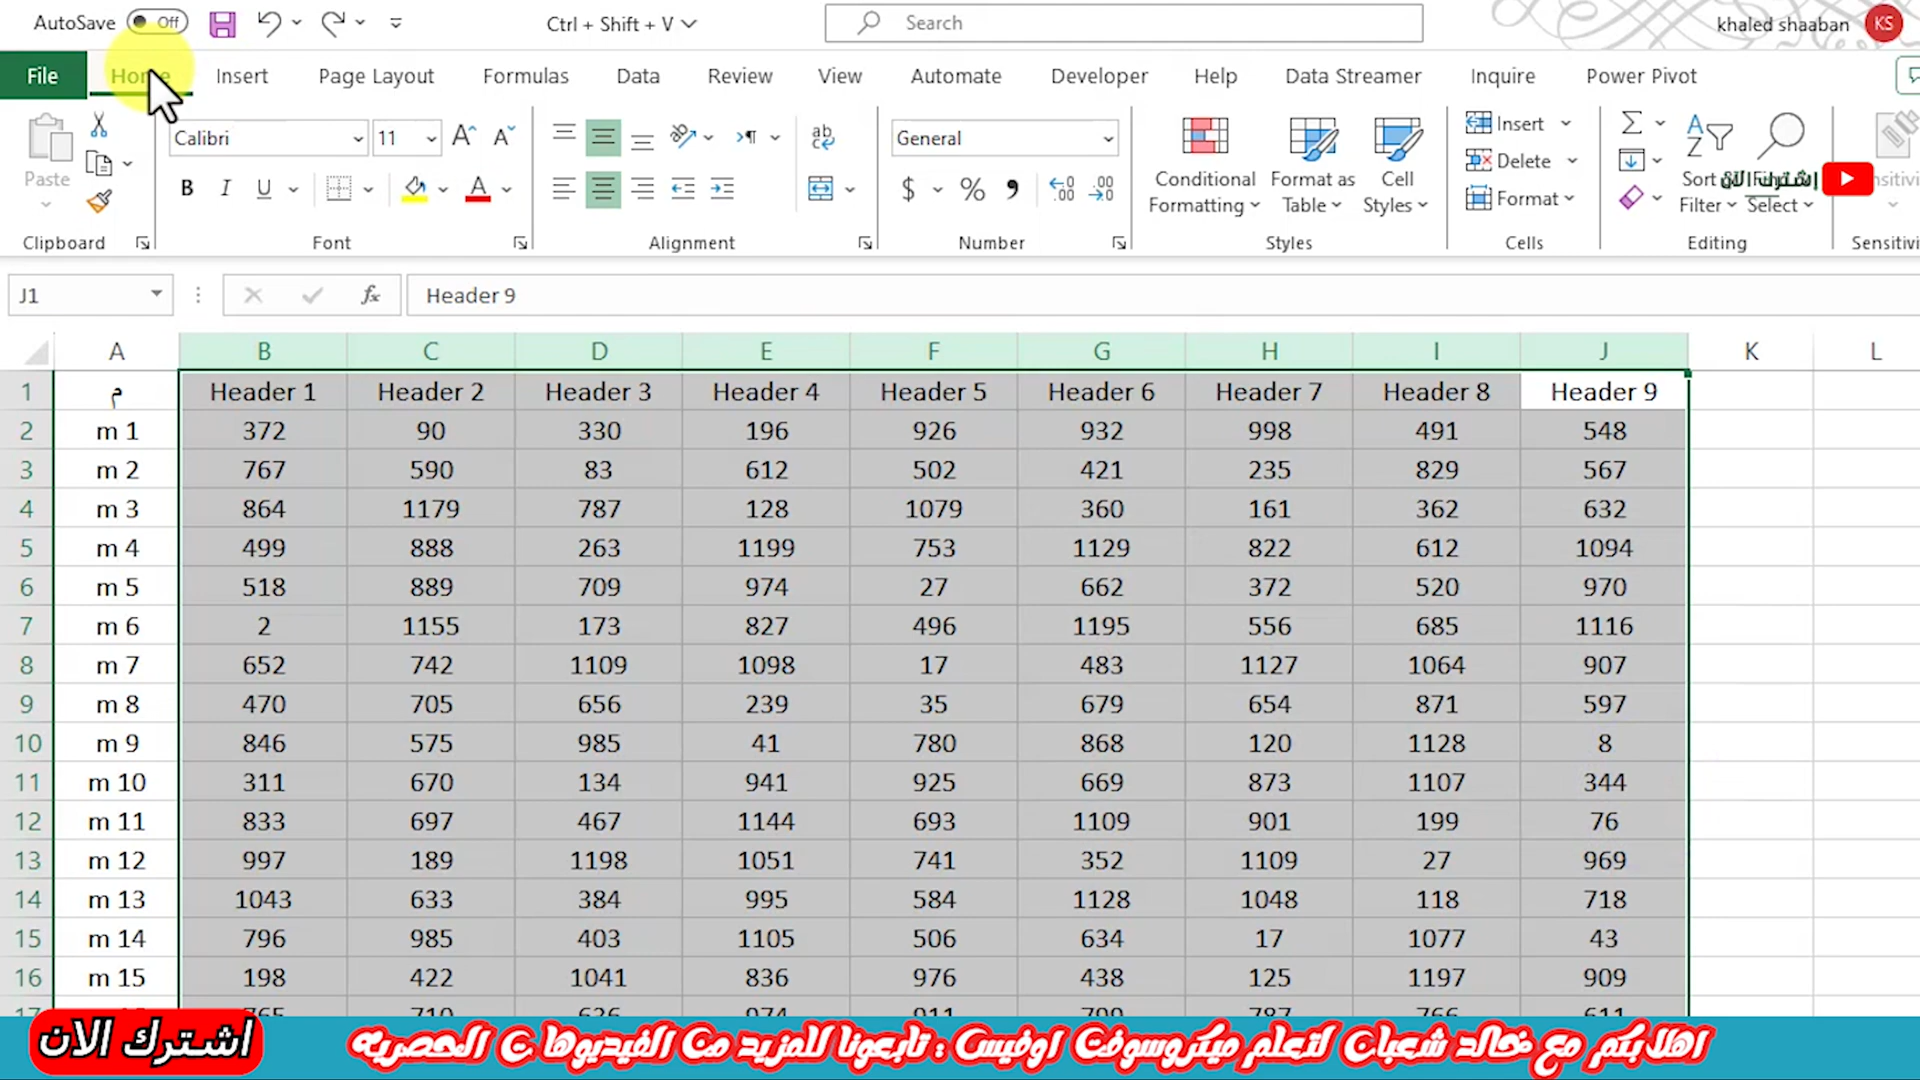 AutoSave Off Ctrl + Shift + V Search khaled shaaban KS
File Home Insert Page Layout Formulas Data Review View Automate Developer Help Data Streamer Inquire Power Pivot
Paste Calibri 11 General Conditional Formatting Format as Table Cell Styles Insert Delete Format Sort Filter Select
اشترك الان
Clipboard Font Alignment Number Styles Cells Editing
J1 fx Header 9
A B C D E F G H I J K L
1 م Header 1 Header 2 Header 3 Header 4 Header 5 Header 6 Header 7 Header 8 Header 9
2 m 1 372 90 330 196 926 932 998 491 548
3 m 2 767 590 83 612 502 421 235 829 567
4 m 3 864 1179 787 128 1079 360 161 362 632
5 m 4 499 888 263 1199 753 1129 822 612 1094
6 m 5 518 889 709 974 27 662 372 520 970
7 m 6 2 1155 173 827 496 1195 556 685 1116
8 m 7 652 742 1109 1098 17 483 1127 1064 907
9 m 8 470 705 656 239 35 679 654 871 597
10 m 9 846 575 985 41 780 868 120 1128 8
11 m 10 311 670 134 941 925 669 873 1107 344
12 m 11 833 697 467 1144 693 1109 901 199 76
13 m 12 997 189 1198 1051 741 352 1109 27 969
14 m 13 1043 633 384 995 584 1128 1048 118 718
15 m 14 796 985 403 1105 506 634 17 1077 43
16 m 15 198 422 1041 836 976 438 125 1197 909
اشترك الان
اهلا بكم مع خالد شعبان لتعلم ميكروسوفت اوفيس : تابعونا للمزيد من الفيديوهات الحصريه